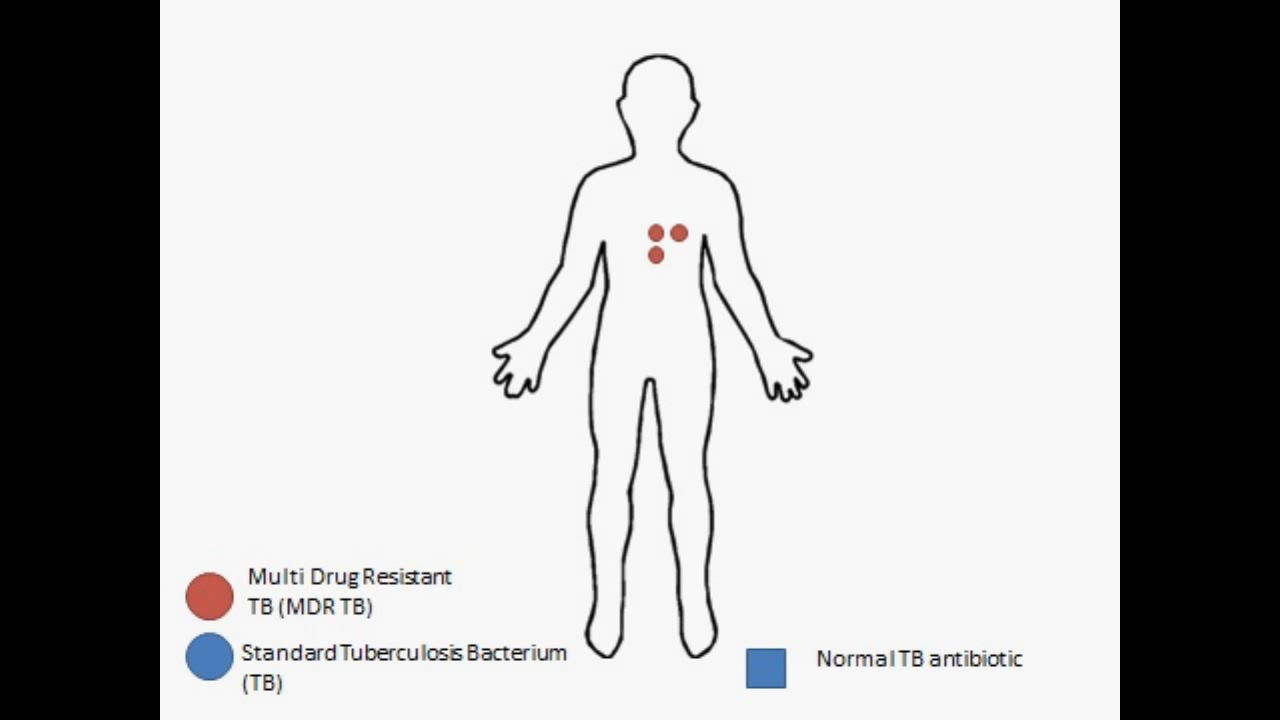 Multi Drug Resistant
TB (MDR TB)
Standard Tuberculosis Bacterium
(TB)
Normal TB antibiotic